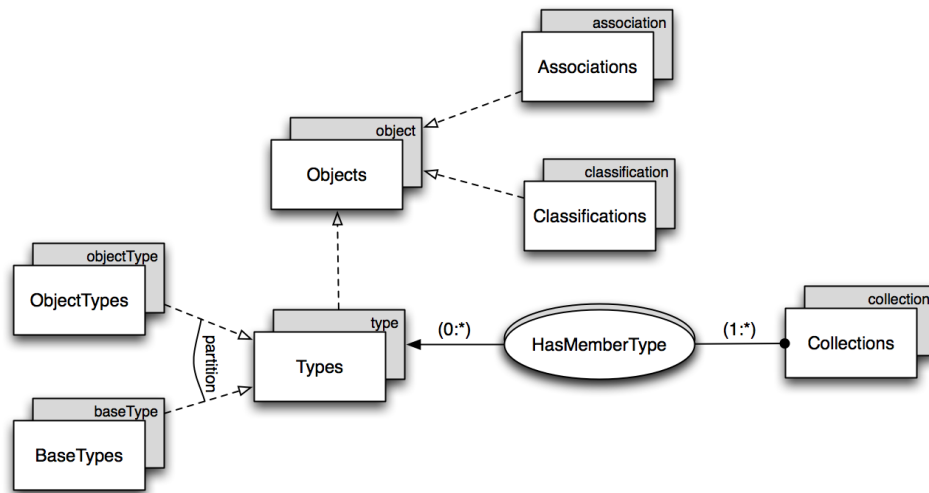 association
Associations
object
Objects
classification
Classifications
objectType
ObjectTypes
partition
type
Types
(0:*)
HasMemberType
(1:*)
collection
Collections
baseType
BaseTypes